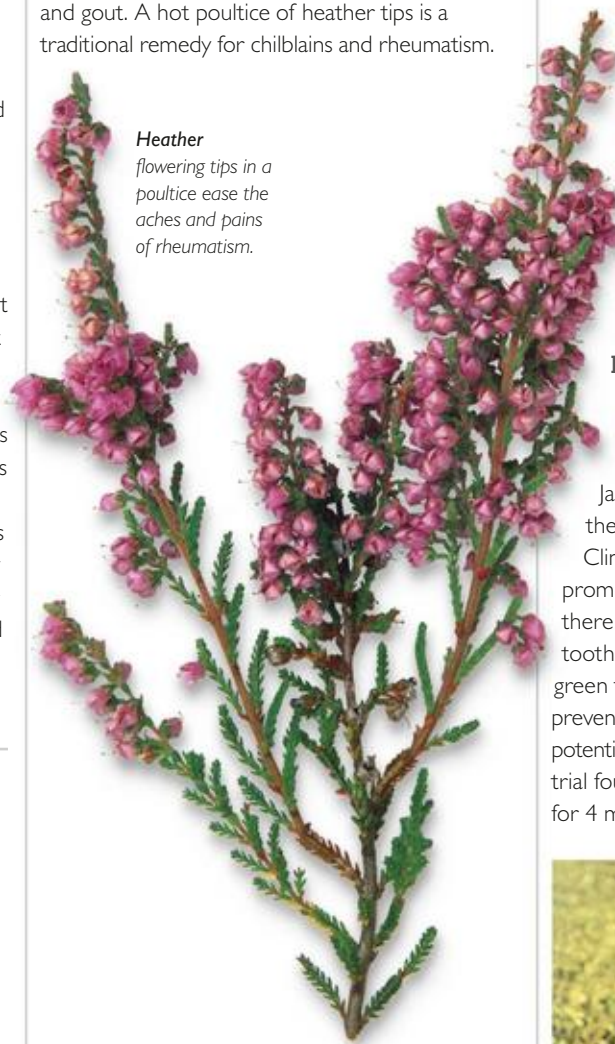 and gout. A hot poultice of heather tips is a
traditional remedy for chilblains and rheumatism.
Heather
flowering tips in a
poultice ease the
aches and pains
of rheumatism.
Ja
the
prom
there
tooth
green
preven
potenti
trial fou
for 4 m